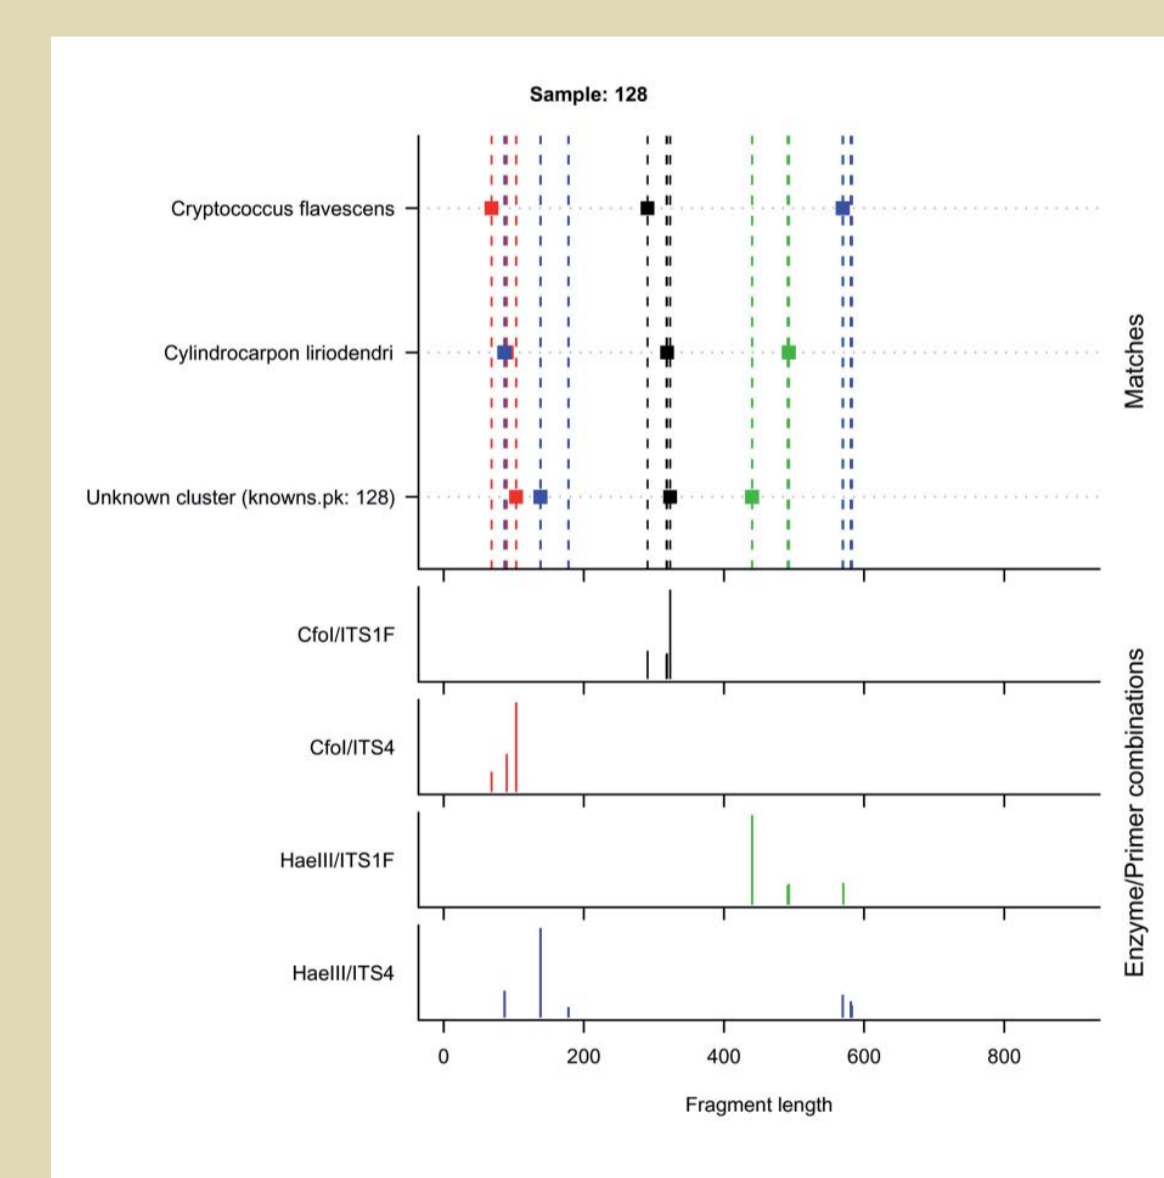 Sample: 128
Cryptococcus flavescens
Cylindrocarpon liriodendri
Unknown cluster (knowns.pk: 128)
Matches
CfoI/ITS1F
CfoI/ITS4
HaeIII/ITS1F
HaeIII/ITS4
Enzyme/Primer combinations
0 200 400 600 800
Fragment length